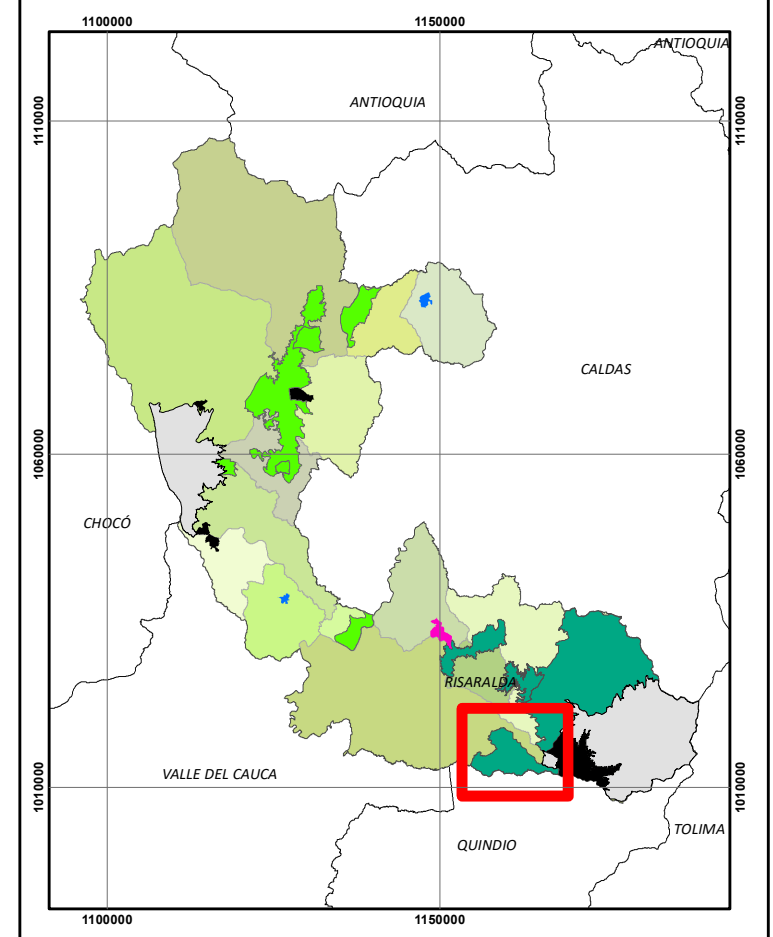 1100000 1150000
ANTIOQUIA
ANTIOQUIA
1110000 1110000
CALDAS
1060000 1060000
CHOCÓ
RISARALDA
VALLE DEL CAUCA
1010000 1010000
TOLIMA
QUINDIO
1100000 1150000